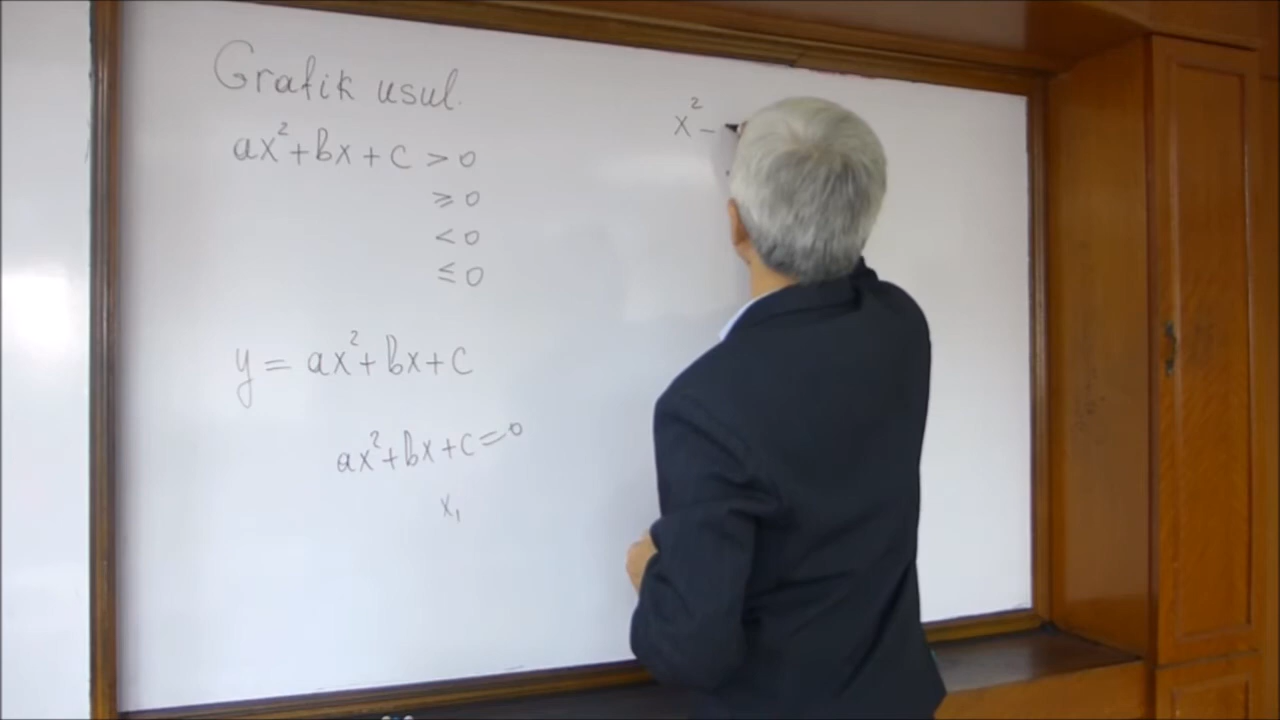 Grafik usul.
ax²+bx+c > 0
≥ 0
< 0
≤ 0
y = ax²+bx+c
ax²+bx+c=0
x₁
x² -